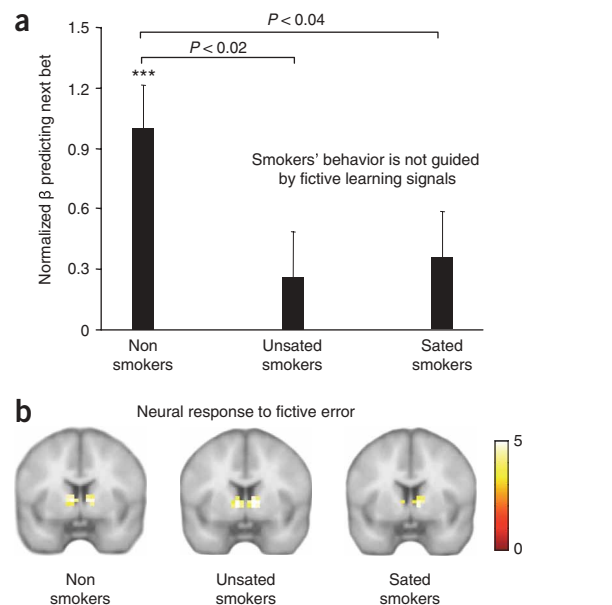 a
Normalized β predicting next bet
1.5
1.2
0.9
0.6
0.3
0
P < 0.04
P < 0.02
***
Smokers’ behavior is not guided
by fictive learning signals
Non
smokers
Unsated
smokers
Sated
smokers
b
Neural response to fictive error
5
0
Non
smokers
Unsated
smokers
Sated
smokers